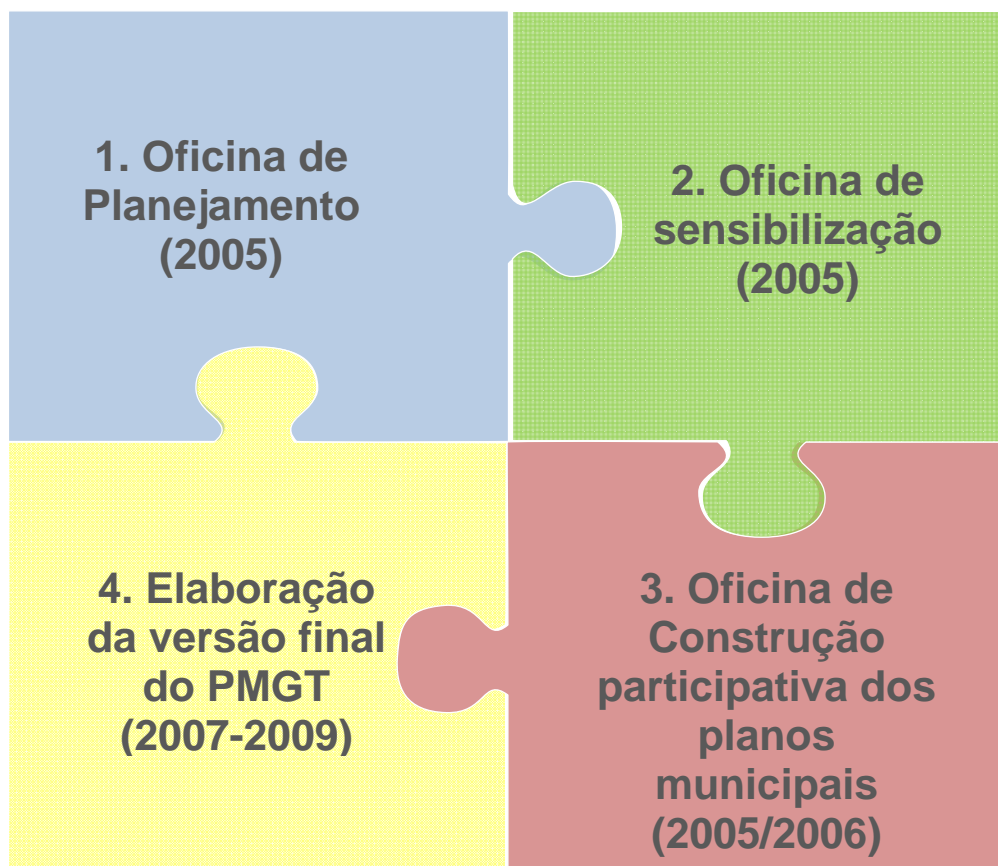 1. Oficina de
Planejamento
(2005)
2. Oficina de
sensibilização
(2005)
3. Oficina de
Construção
participativa dos
planos
municipais
(2005/2006)
4. Elaboração
da versão final
do PMGT
(2007-2009)